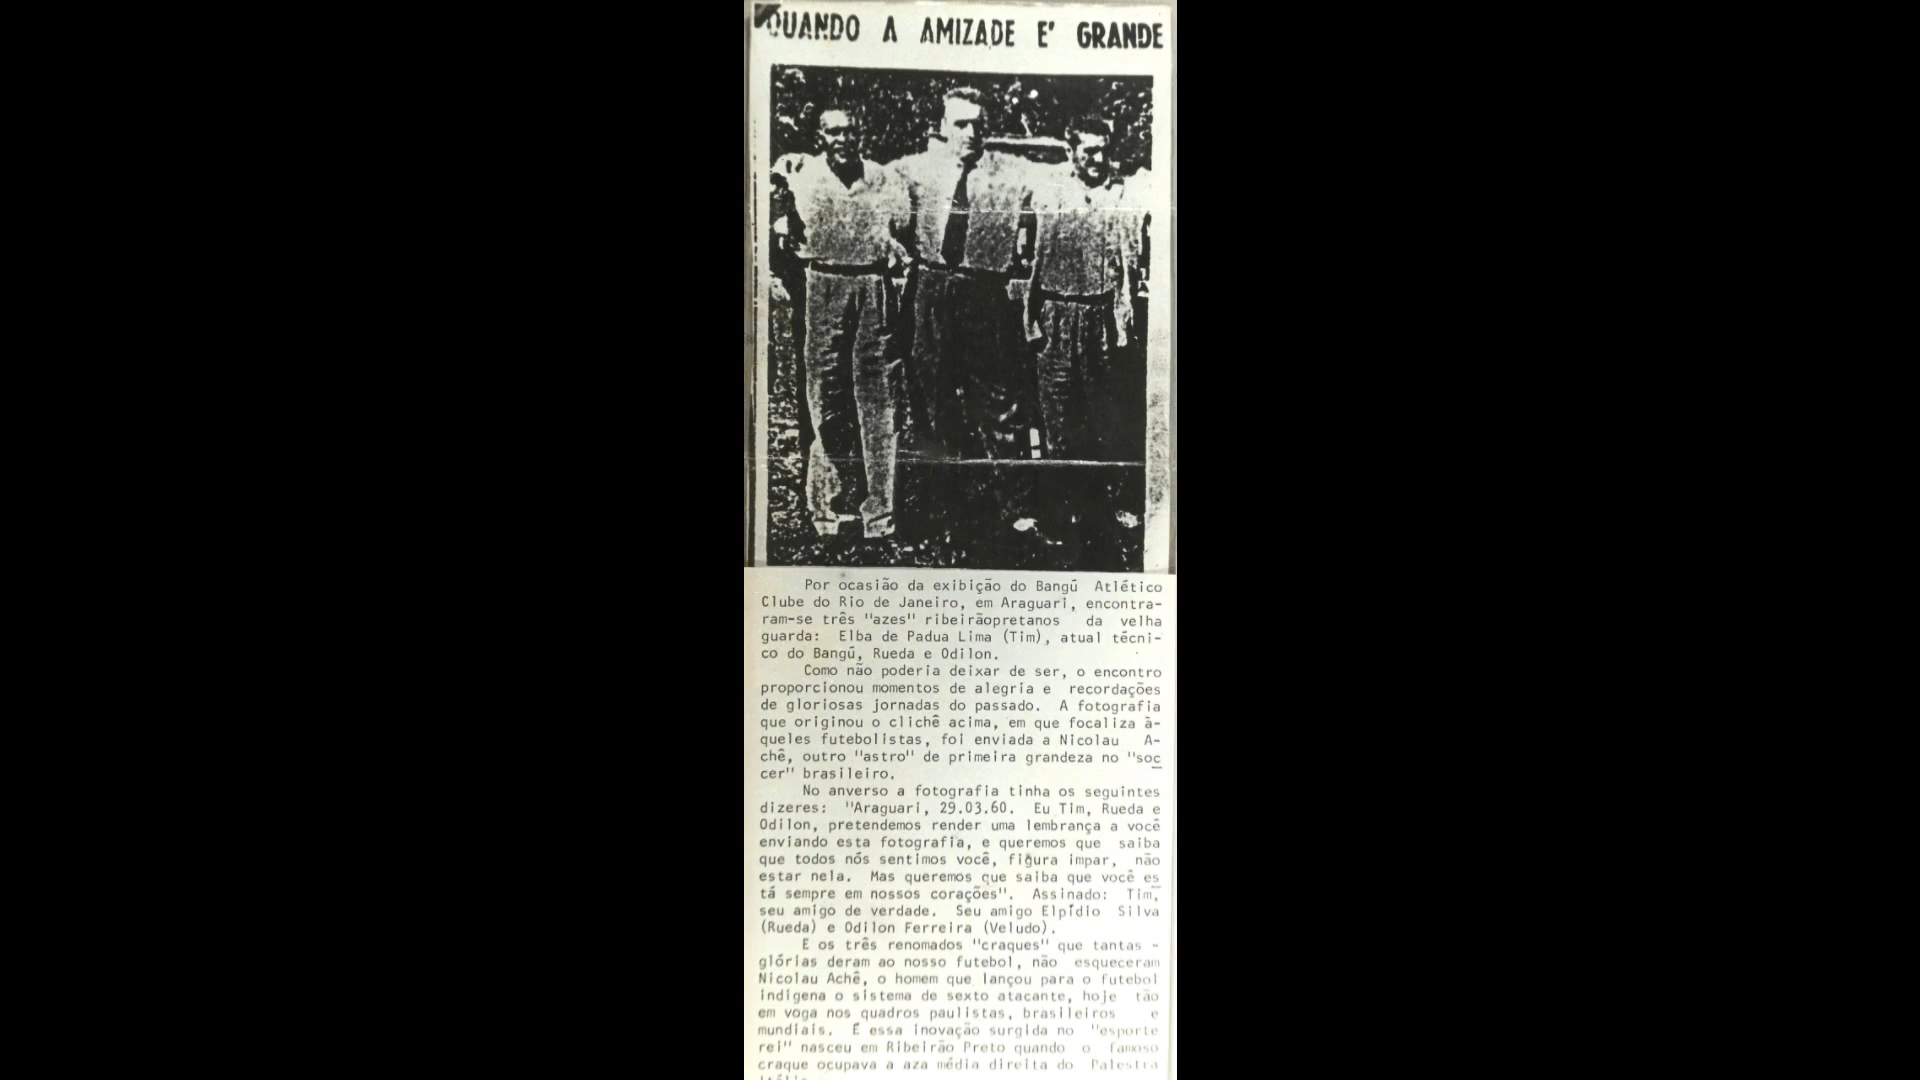 QUANDO A AMIZADE E' GRANDE
Por ocasião da exibição do Bangú Atlético
Clube do Rio de Janeiro, em Araguari, encontra-
ram-se três "azes" ribeirãopretanos da velha
guarda: Elba de Padua Lima (Tim), atual técni-
co do Bangú, Rueda e Odilon.
Como não poderia deixar de ser, o encontro
proporcionou momentos de alegria e recordações
de gloriosas jornadas do passado. A fotografia
que originou o clichê acima, em que focaliza à-
queles futebolistas, foi enviada a Nicolau A-
chê, outro "astro" de primeira grandeza no "soc
cer" brasileiro.
No anverso a fotografia tinha os seguintes
dizeres: "Araguari, 29.03.60. Eu Tim, Rueda e
Odilon, pretendemos render uma lembrança a você
enviando esta fotografia, e queremos que saiba
que todos nós sentimos você, figura impar, não
estar nela. Mas queremos que saiba que você es
tá sempre em nossos corações". Assinado: Tim,
seu amigo de verdade. Seu amigo Elpídio Silva
(Rueda) e Odilon Ferreira (Veludo).
E os três renomados "craques" que tantas -
glórias deram ao nosso futebol, não esqueceram
Nicolau Achê, o homem que lançou para o futebol
indígena o sistema de sexto atacante, hoje tão
em voga nos quadros paulistas, brasileiros e
mundiais. É essa inovação surgida no "esporte
rei" nasceu em Ribeirão Preto quando o famoso
craque ocupava a aza média direita do Palestra